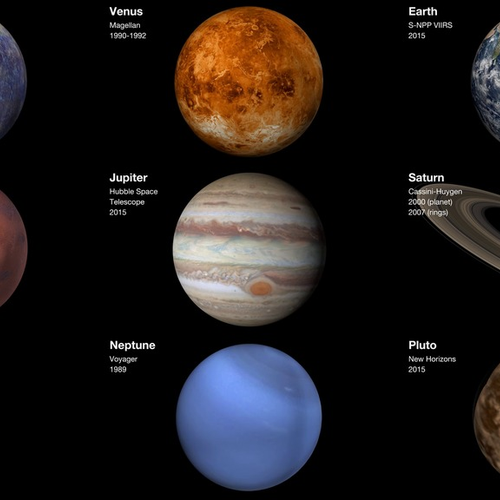 Venus
Magellan
1990-1992
Earth
S-NPP VIIRS
2015
Jupiter
Hubble Space
Telescope
2015
Saturn
Cassini-Huygen
2000 (planet)
2007 (rings)
Neptune
Voyager
1989
Pluto
New Horizons
2015